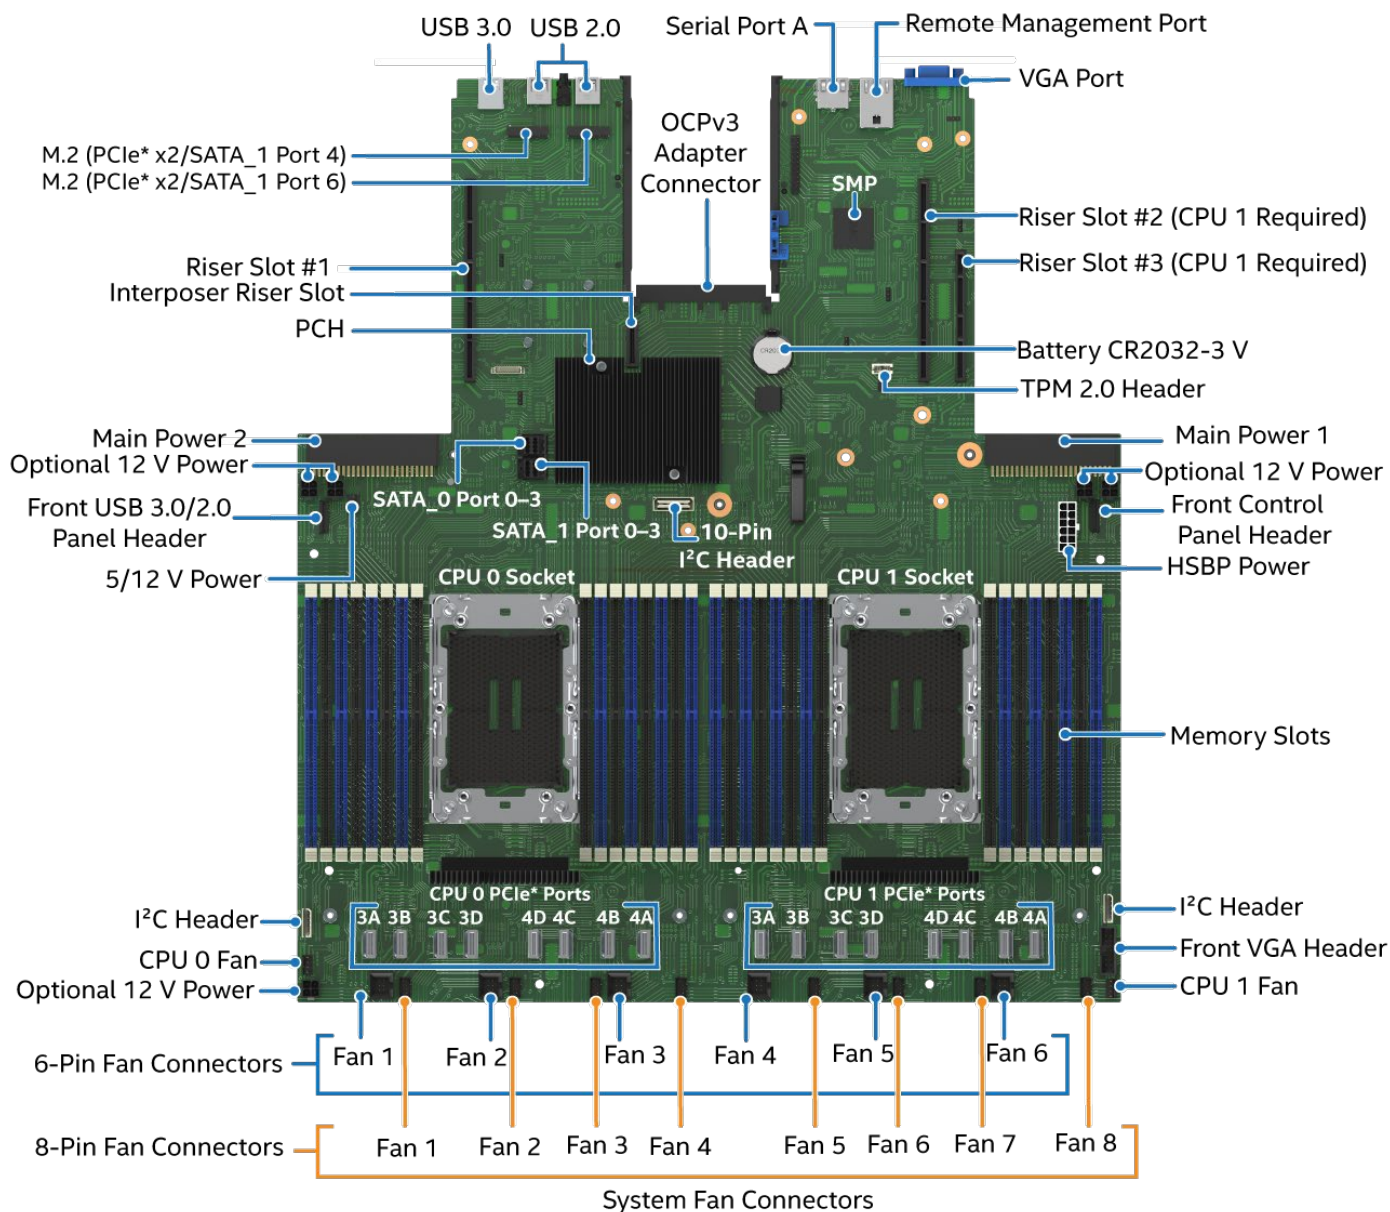 USB 3.0
USB 2.0
Serial Port A
Remote Management Port
VGA Port
OCPv3
Adapter
Connector
M.2 (PCIe* x2/SATA_1 Port 4)
M.2 (PCIe* x2/SATA_1 Port 6)
SMP
Riser Slot #2 (CPU 1 Required)
Riser Slot #3 (CPU 1 Required)
Riser Slot #1
Interposer Riser Slot
PCH
Battery CR2032-3 V
TPM 2.0 Header
Main Power 2
Main Power 1
Optional 12 V Power
Optional 12 V Power
SATA_0 Port 0–3
SATA_1 Port 0–3
10-Pin
I²C Header
Front USB 3.0/2.0
Panel Header
Front Control
Panel Header
5/12 V Power
HSBP Power
CPU 0 Socket
CPU 1 Socket
Memory Slots
CPU 0 PCIe* Ports
CPU 1 PCIe* Ports
3A 3B 3C 3D 4D 4C 4B 4A
3A 3B 3C 3D 4D 4C 4B 4A
I²C Header
I²C Header
CPU 0 Fan
Front VGA Header
Optional 12 V Power
CPU 1 Fan
6-Pin Fan Connectors
Fan 1 Fan 2 Fan 3 Fan 4 Fan 5 Fan 6
8-Pin Fan Connectors
Fan 1 Fan 2 Fan 3 Fan 4 Fan 5 Fan 6 Fan 7 Fan 8
System Fan Connectors